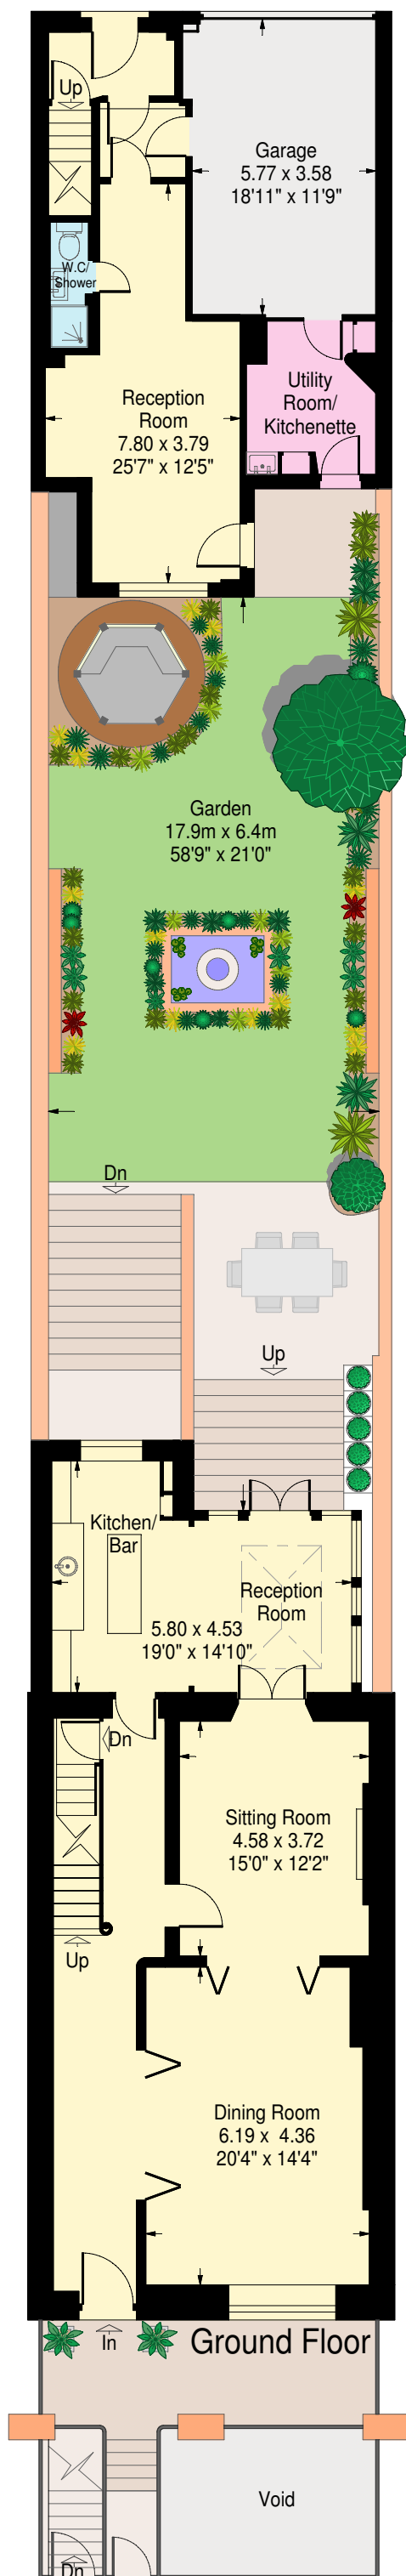 Up
Garage
5.77 x 3.58
18'11" x 11'9"
W.C/
Shower
Utility
Room/
Kitchenette
Reception
Room
7.80 x 3.79
25'7" x 12'5"
Garden
17.9m x 6.4m
58'9" x 21'0"
Dn
Up
Kitchen/
Bar
Reception
Room
5.80 x 4.53
19'0" x 14'10"
Dn
Sitting Room
4.58 x 3.72
15'0" x 12'2"
Up
Dining Room
6.19 x 4.36
20'4" x 14'4"
In
Ground Floor
Void
Dn